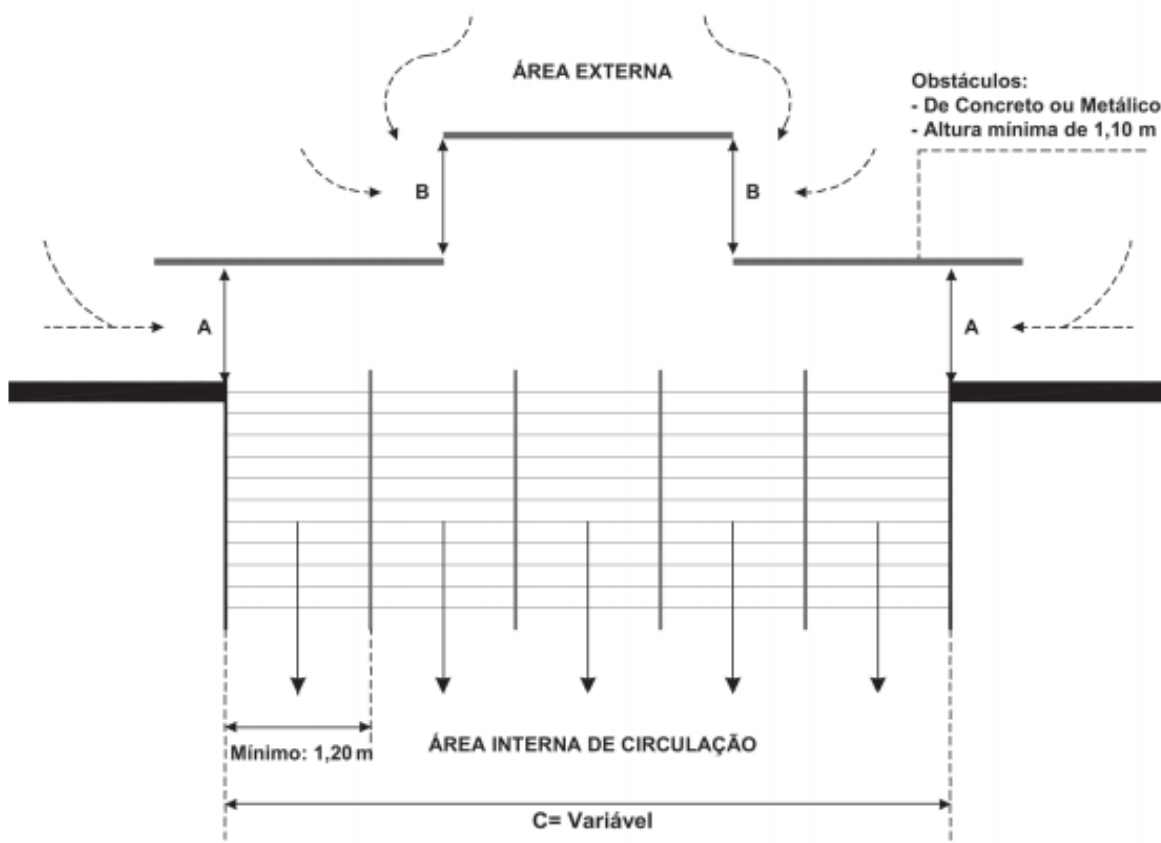 ÁREA EXTERNA
Obstáculos:
- De Concreto ou Metálico
- Altura mínima de 1,10 m
B
B
A
A
Mínimo: 1,20 m
ÁREA INTERNA DE CIRCULAÇÃO
C= Variável